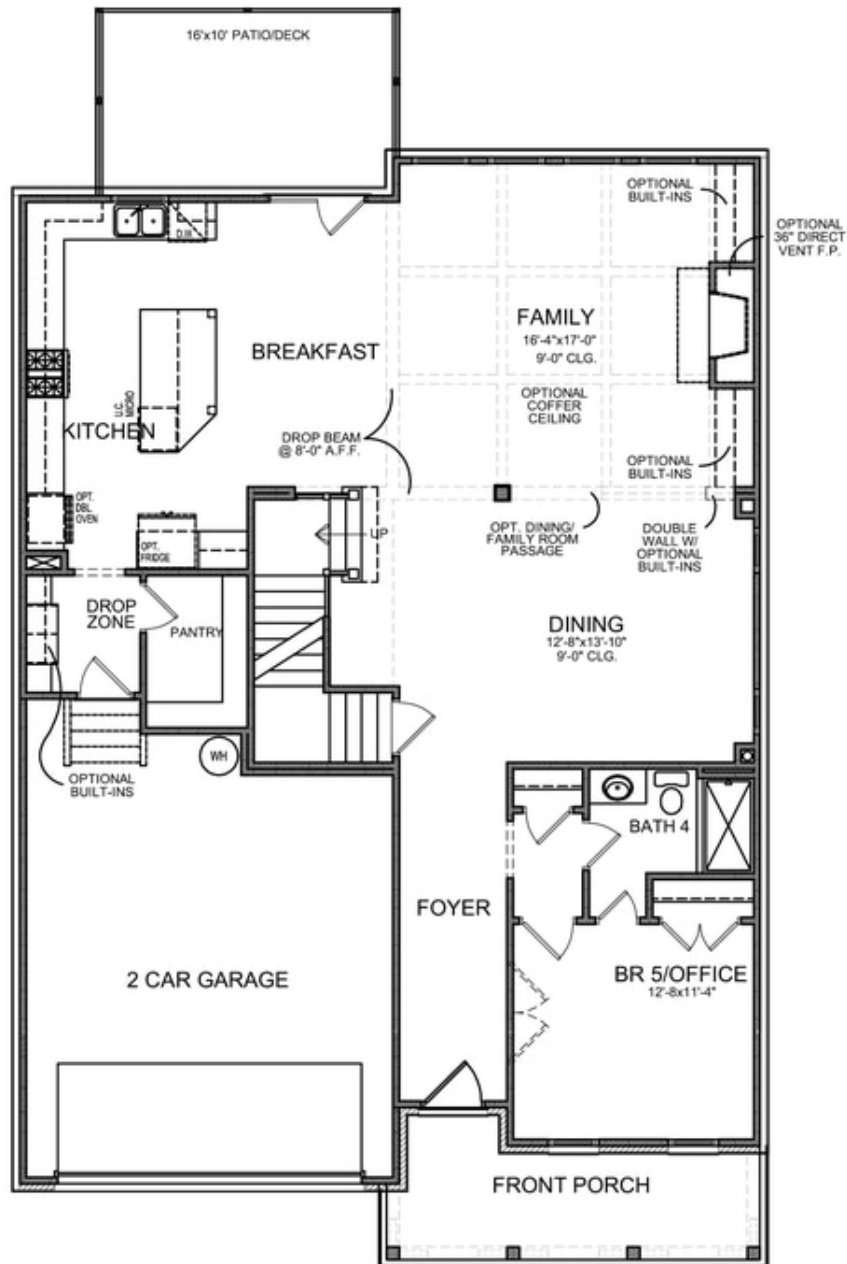 16'x10' PATIO/DECK
OPTIONAL
BUILT-INS
OPTIONAL
36" DIRECT
VENT F.P.
D.W.
FAMILY
16'-4"x17'-0"
9'-0" CLG.
BREAKFAST
U.C.
MICRO
KITCHEN
OPTIONAL
COFFER
CEILING
DROP BEAM
@ 8'-0" A.F.F.
OPTIONAL
BUILT-INS
OPT.
DBL
OVEN
OPT.
FRIDGE
UP
OPT. DINING/
FAMILY ROOM
PASSAGE
DOUBLE
WALL W/
OPTIONAL
BUILT-INS
DROP
ZONE
PANTRY
DINING
12'-8"x13'-10"
9'-0" CLG.
WH
OPTIONAL
BUILT-INS
BATH 4
FOYER
2 CAR GARAGE
BR 5/OFFICE
12'-8x11'-4"
FRONT PORCH